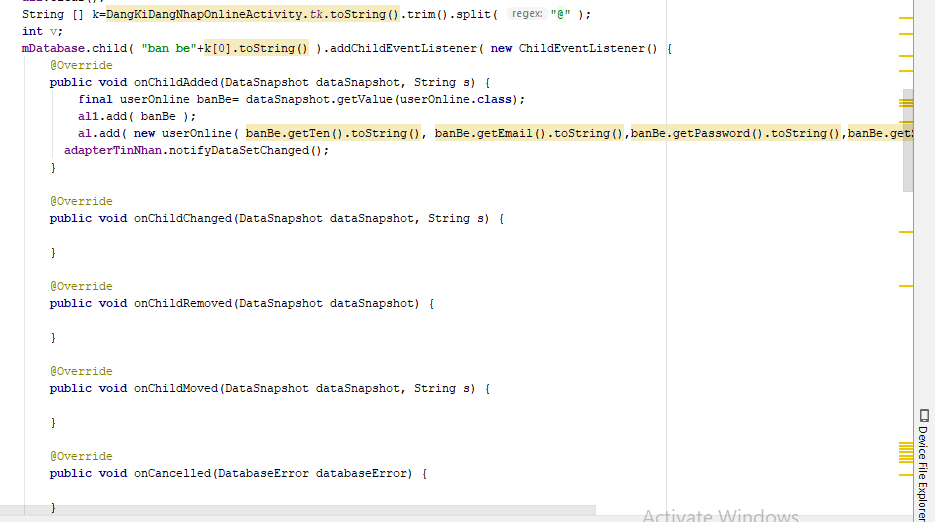 String [] k=DangKiDangNhapOnlineActivity.tk.toString().trim().split( regex: "@" );
int v;
mDatabase.child( "ban be"+k[0].toString() ).addChildEventListener( new ChildEventListener() {
@Override
public void onChildAdded(DataSnapshot dataSnapshot, String s) {
final userOnline banBe= dataSnapshot.getValue(userOnline.class);
al1.add( banBe );
al.add( new userOnline( banBe.getTen().toString(), banBe.getEmail().toString(),banBe.getPassword().toString(),banBe.get
adapterTinNhan.notifyDataSetChanged();
}
@Override
public void onChildChanged(DataSnapshot dataSnapshot, String s) {
}
@Override
public void onChildRemoved(DataSnapshot dataSnapshot) {
}
@Override
public void onChildMoved(DataSnapshot dataSnapshot, String s) {
}
@Override
public void onCancelled(DatabaseError databaseError) {
}
Device File Explorer
Activate Windows